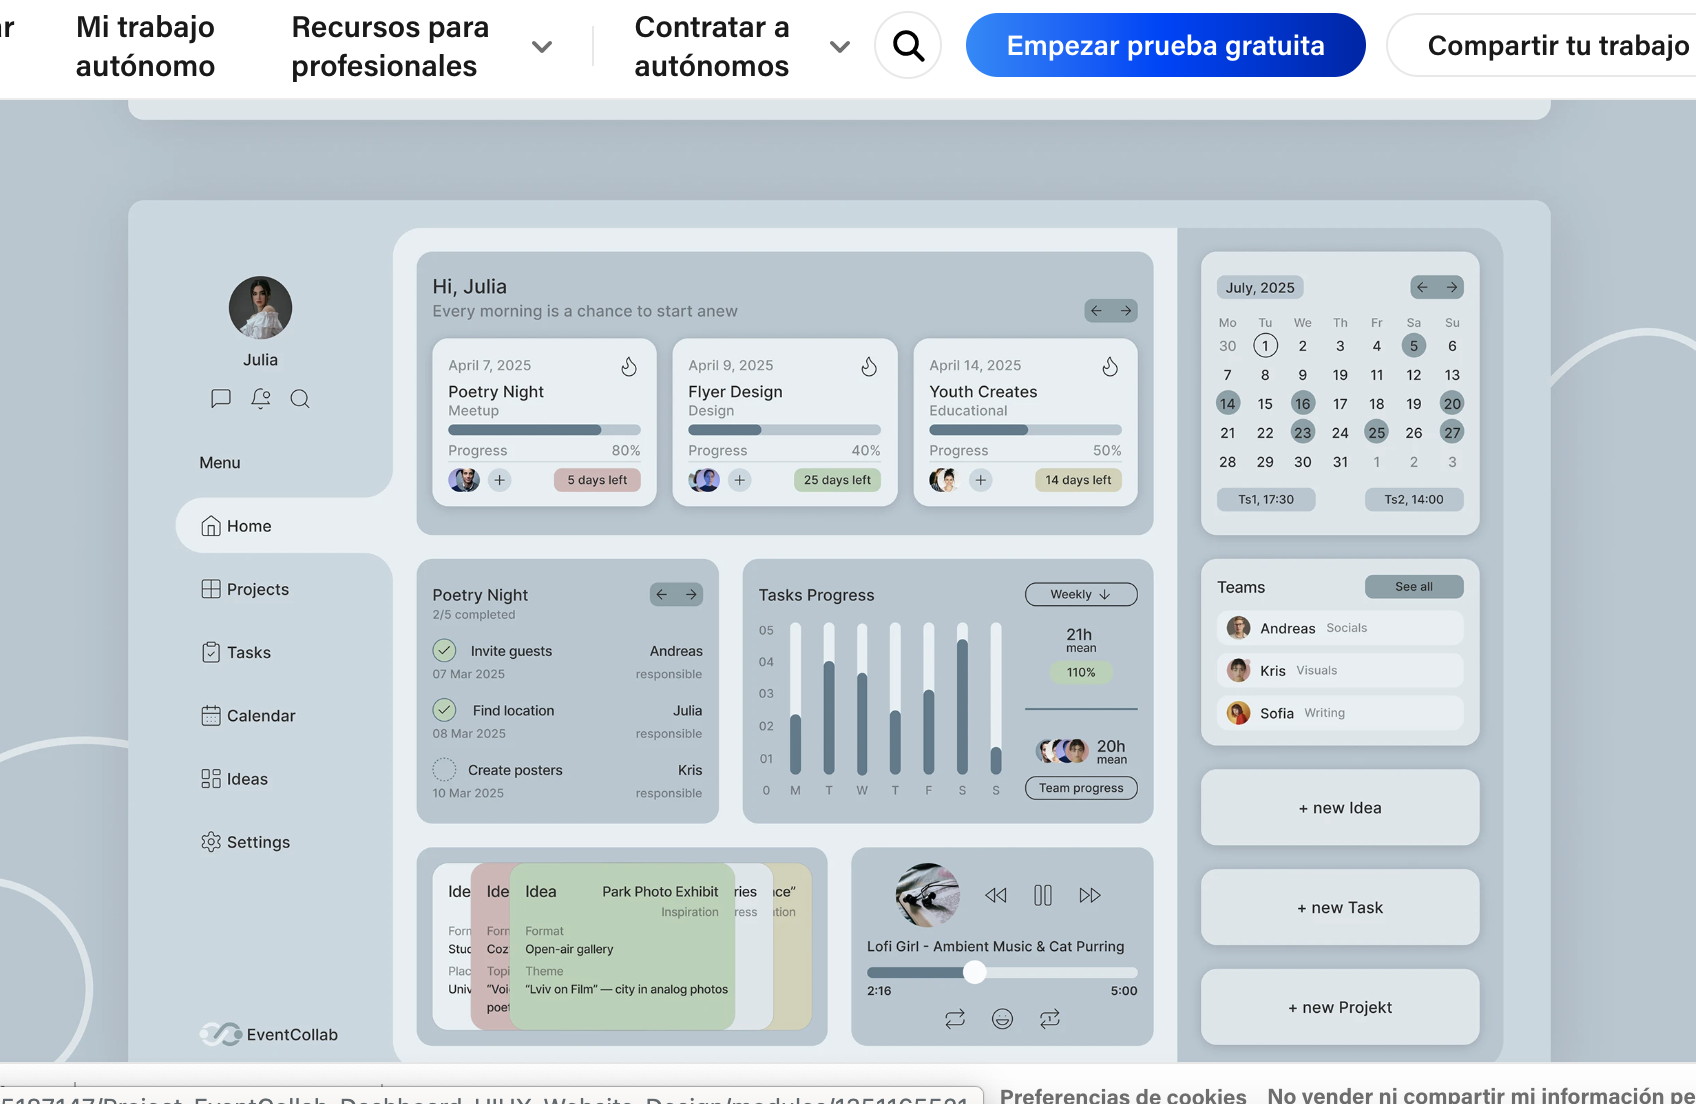 Mi trabajo
autónomo
Recursos para
profesionales
Contratar a
autónomos
Empezar prueba gratuita
Compartir tu trabajo
Julia
Menu
Home
Projects
Tasks
Calendar
Ideas
Settings
EventCollab
Hi, Julia
Every morning is a chance to start anew
April 7, 2025
Poetry Night
Meetup
Progress 80%
+ 5 days left
April 9, 2025
Flyer Design
Design
Progress 40%
+ 25 days left
April 14, 2025
Youth Creates
Educational
Progress 50%
+ 14 days left
Poetry Night
2/5 completed
Invite guests Andreas
07 Mar 2025 responsible
Find location Julia
08 Mar 2025 responsible
Create posters Kris
10 Mar 2025 responsible
Tasks Progress
Weekly
05
04
03
02
01
0 M T W T F S S
21h
mean
110%
20h
mean
Team progress
Ide Ide Idea Park Photo Exhibit ries nce”
Inspiration ress ation
Forn Forn Format
Stud Coz Open-air gallery
Plac Topi Theme
Univ “Voi “Lviv on Film” — city in analog photos
poet
Lofi Girl - Ambient Music & Cat Purring
2:16 5:00
July, 2025
Mo Tu We Th Fr Sa Su
30 1 2 3 4 5 6
7 8 9 19 11 12 13
14 15 16 17 18 19 20
21 22 23 24 25 26 27
28 29 30 31 1 2 3
Ts1, 17:30 Ts2, 14:00
Teams See all
Andreas Socials
Kris Visuals
Sofia Writing
+ new Idea
+ new Task
+ new Projekt
Preferencias de cookies No vender ni compartir mi información pe